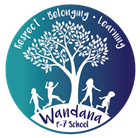 Respect • Belonging • Learning
Wandana
R-7 School